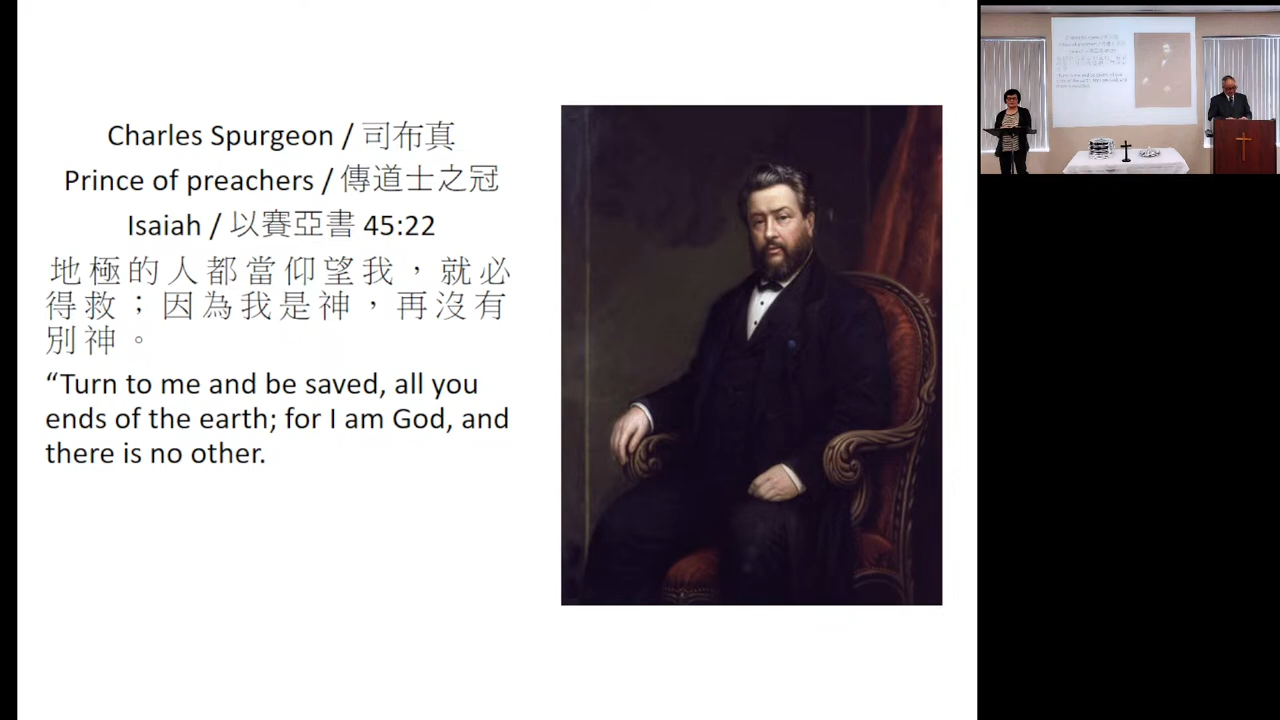 Charles Spurgeon / 司布真
Prince of preachers / 傳道士之冠
Isaiah / 以賽亞書 45:22
地極的人都當仰望我，就必
得救；因為我是神，再沒有
別神。
“Turn to me and be saved, all you
ends of the earth; for I am God, and
there is no other.